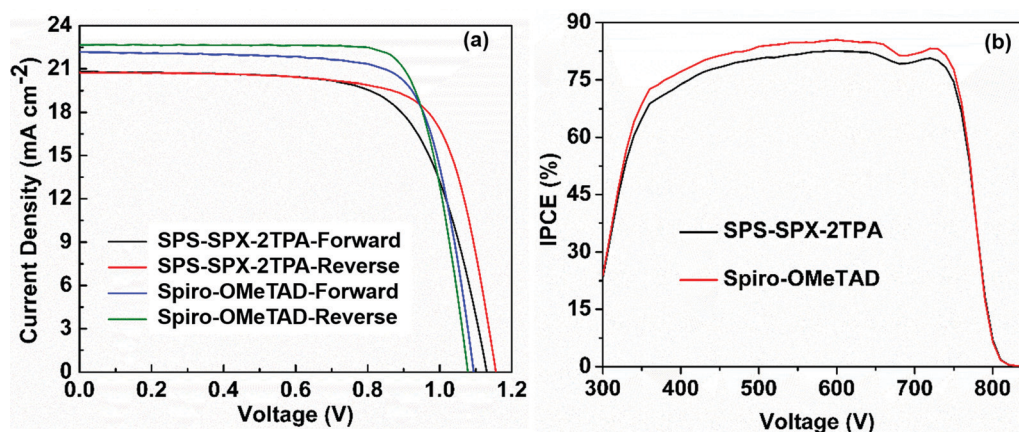 (a)
Current Density (mA cm-2)
24
21
18
15
12
9
6
3
0
SPS-SPX-2TPA-Forward
SPS-SPX-2TPA-Reverse
Spiro-OMeTAD-Forward
Spiro-OMeTAD-Reverse
0.0 0.2 0.4 0.6 0.8 1.0 1.2
Voltage (V)
(b)
IPCE (%)
90
75
60
45
30
15
0
SPS-SPX-2TPA
Spiro-OMeTAD
300 400 500 600 700 800
Voltage (V)